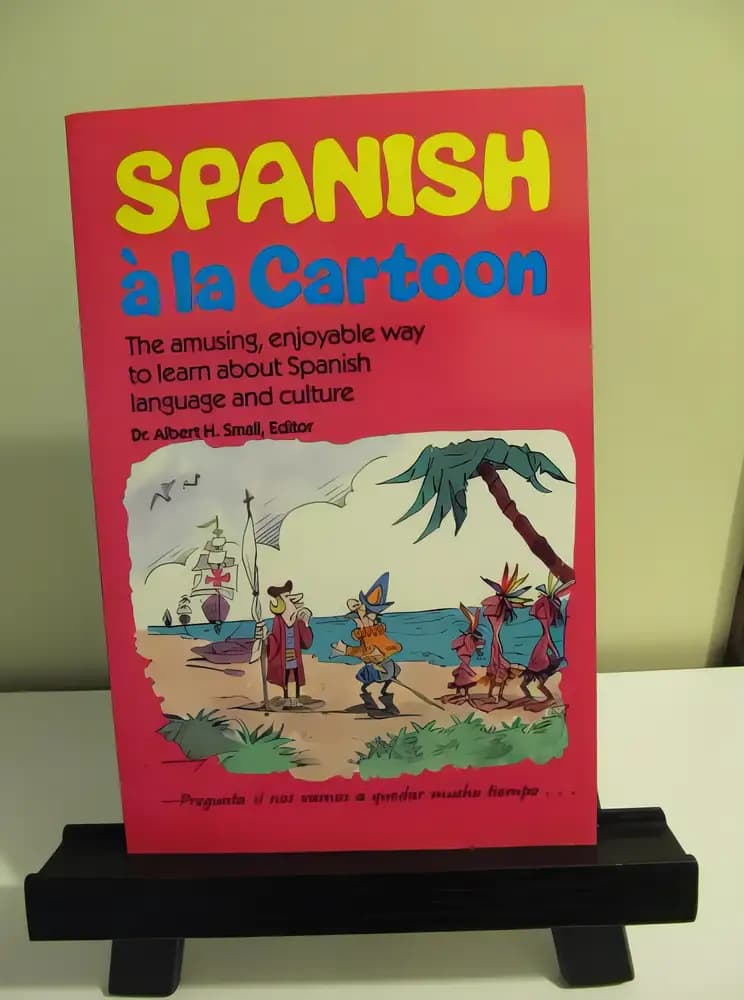 SPANISH
à la Cartoon
The amusing, enjoyable way
to learn about Spanish
language and culture
Dr. Albert H. Small, Editor
—Pregunta si nos vamos a quedar mucho tiempo . . .